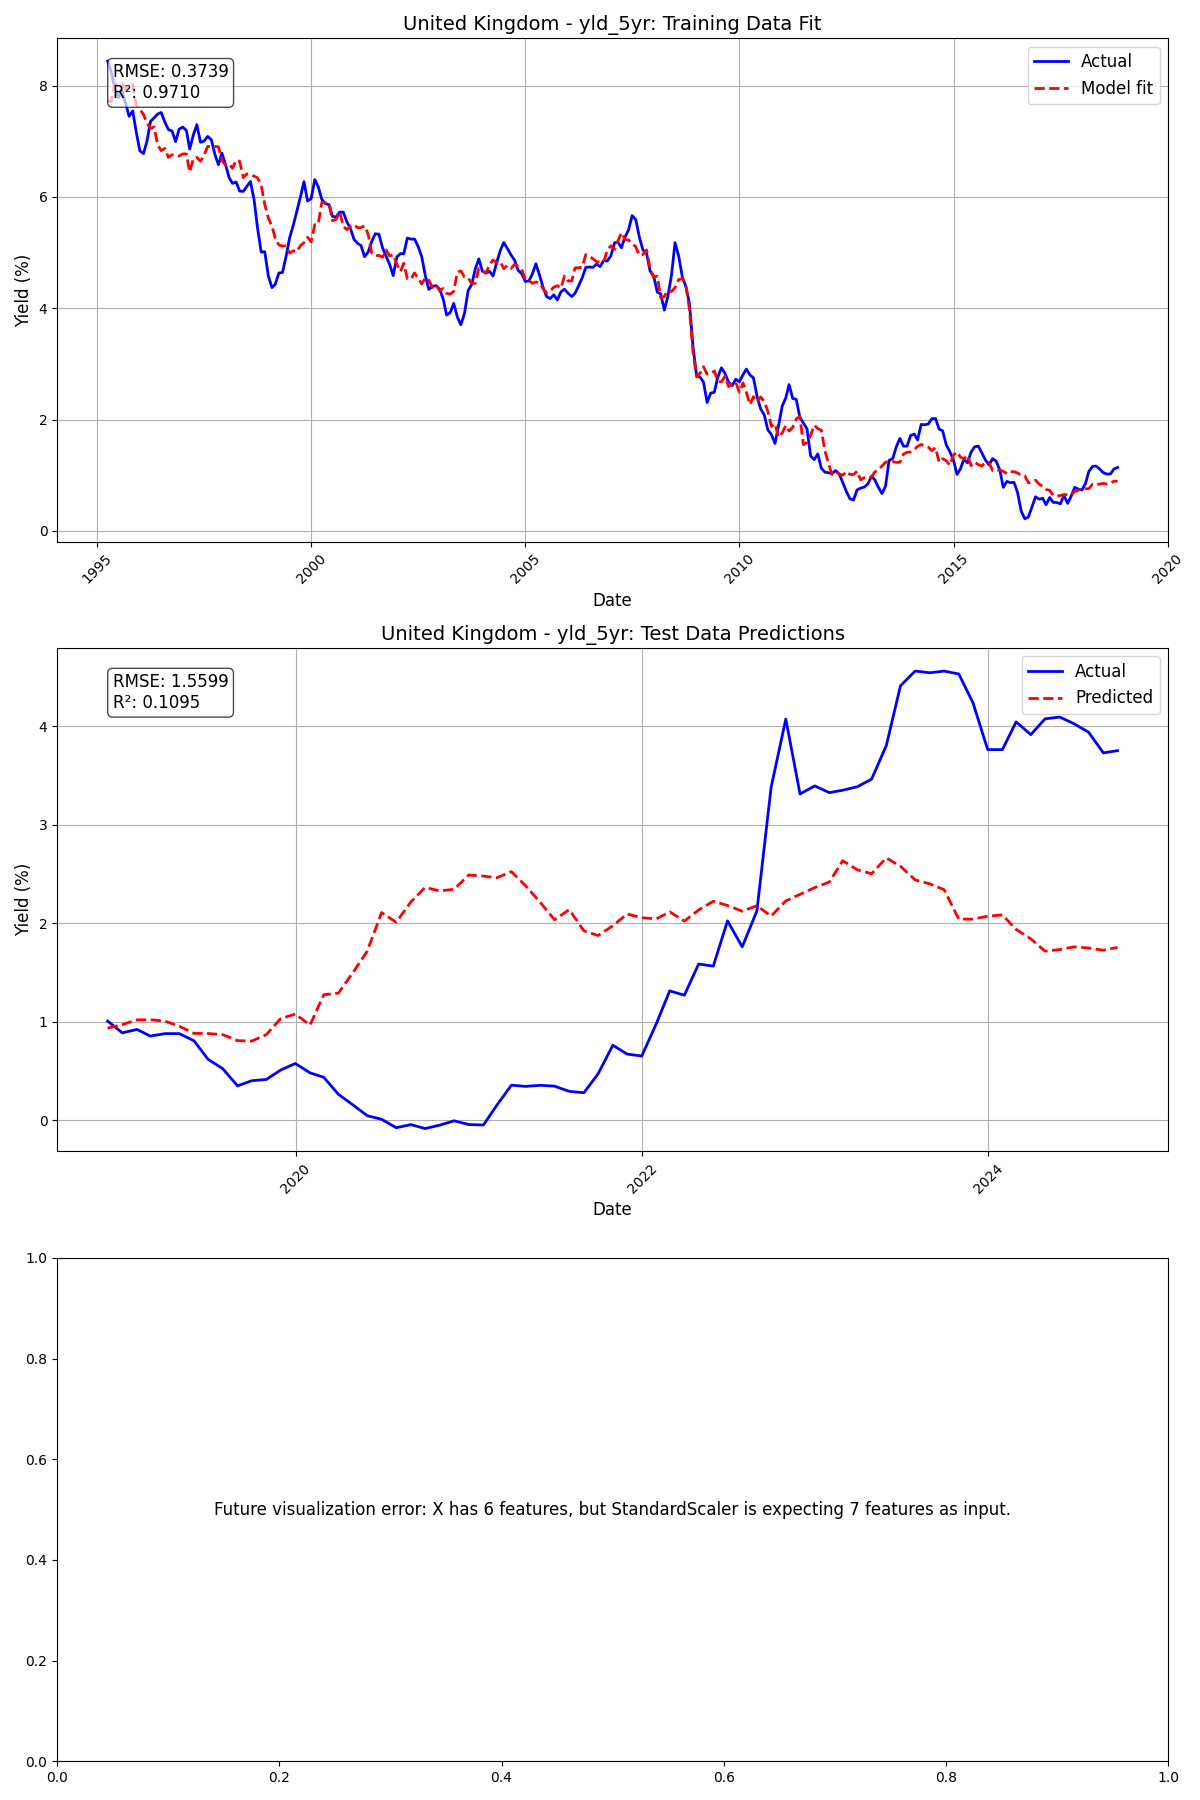 United Kingdom - yld_5yr: Training Data Fit
RMSE: 0.3739
R²: 0.9710
Actual
Model fit
Yield (%)
8
6
4
2
0
1995
2000
2005
2010
2015
2020
Date
United Kingdom - yld_5yr: Test Data Predictions
RMSE: 1.5599
R²: 0.1095
Actual
Predicted
Yield (%)
4
3
2
1
0
2020
2022
2024
Date
1.0
0.8
0.6
0.4
0.2
0.0
Future visualization error: X has 6 features, but StandardScaler is expecting 7 features as input.
0.0
0.2
0.4
0.6
0.8
1.0